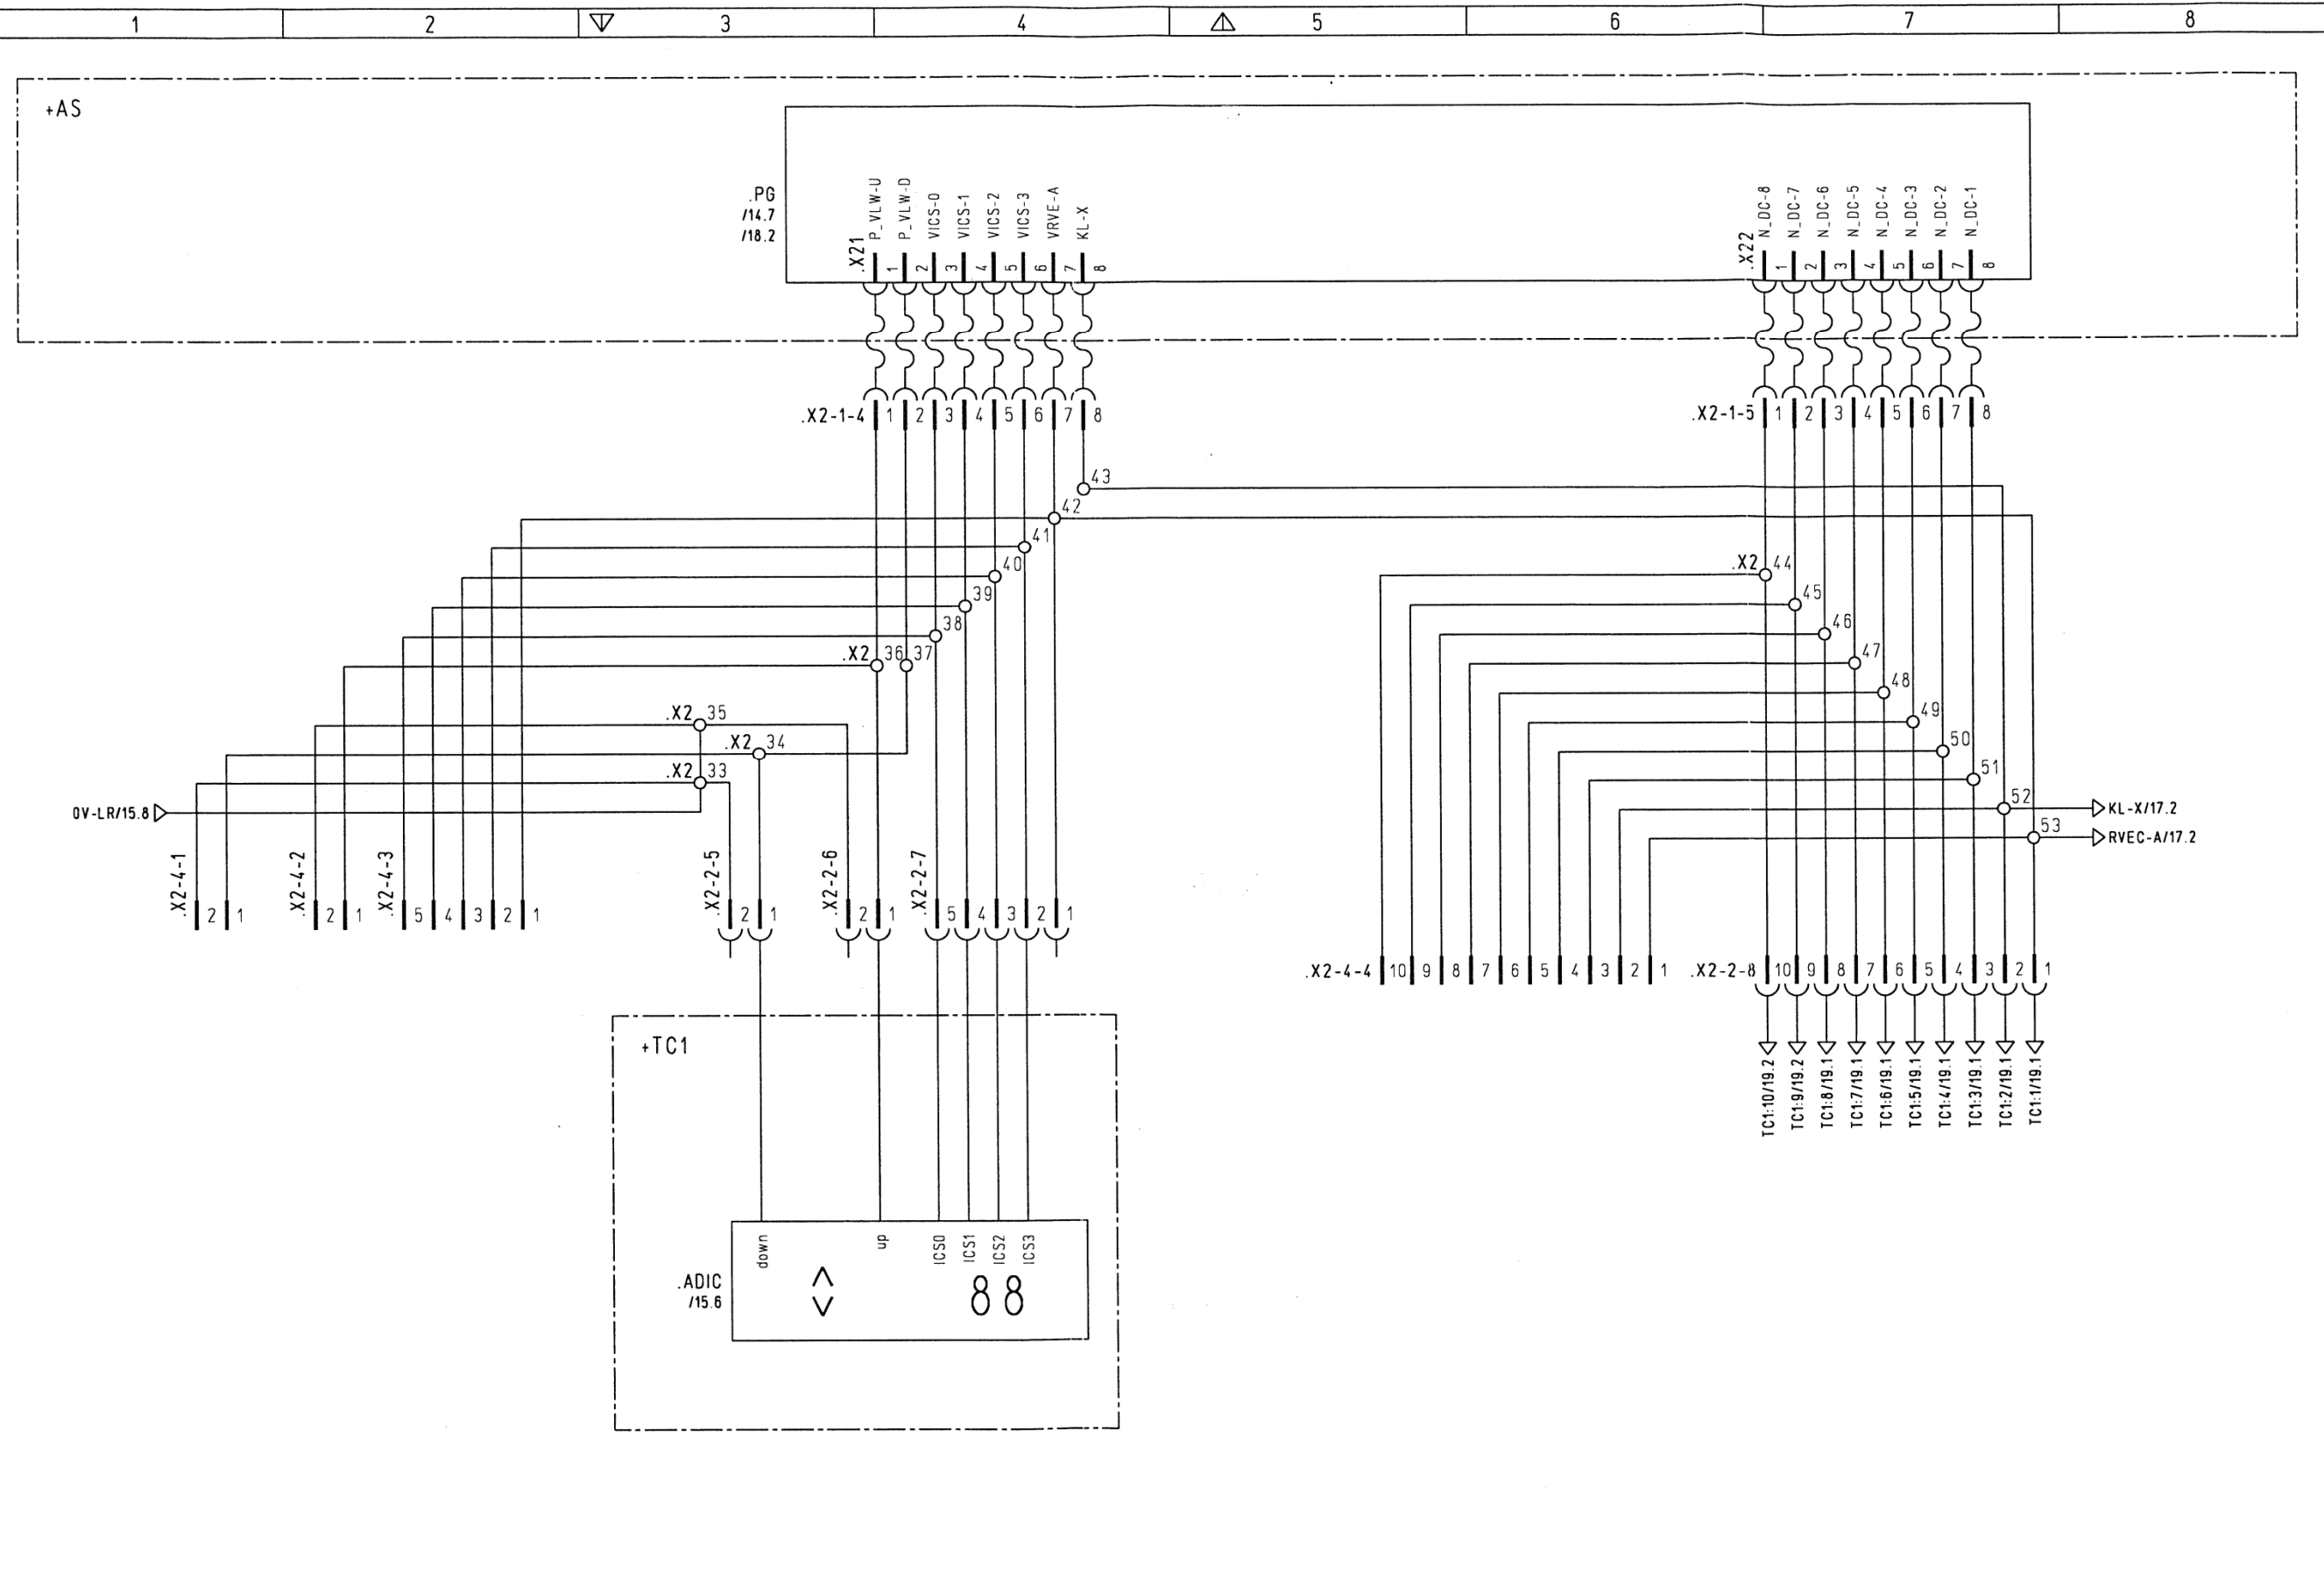 1 2 3 4 5 6 7 8
+AS
.PG
/14.7
/18.2
.X21
P_VLW-U
P_VLW-D
VICS-0
VICS-1
VICS-2
VICS-3
VRVE-A
KL-X
1 2 3 4 5 6 7 8
.X22
N_DC-8
N_DC-7
N_DC-6
N_DC-5
N_DC-4
N_DC-3
N_DC-2
N_DC-1
1 2 3 4 5 6 7 8
.X2-1-4 1 2 3 4 5 6 7 8
.X2-1-5 1 2 3 4 5 6 7 8
43
42
41
40
39
38
.X2 36 37
.X2 35
.X2 34
.X2 33
.X2 44
45
46
47
48
49
50
51
52
53
0V-LR/15.8
KL-X/17.2
RVEC-A/17.2
.X2-4-1 2 1
.X2-4-2 2 1
.X2-4-3 5 4 3 2 1
.X2-2-5 2 1
.X2-2-6 2 1
.X2-2-7 5 4 3 2 1
.X2-4-4 10 9 8 7 6 5 4 3 2 1
.X2-2-8 10 9 8 7 6 5 4 3 2 1
TC1:10/19.2
TC1:9/19.2
TC1:8/19.1
TC1:7/19.1
TC1:6/19.1
TC1:5/19.1
TC1:4/19.1
TC1:3/19.1
TC1:2/19.1
TC1:1/19.1
+TC1
down
up
ICS0
ICS1
ICS2
ICS3
.ADIC
/15.6
88